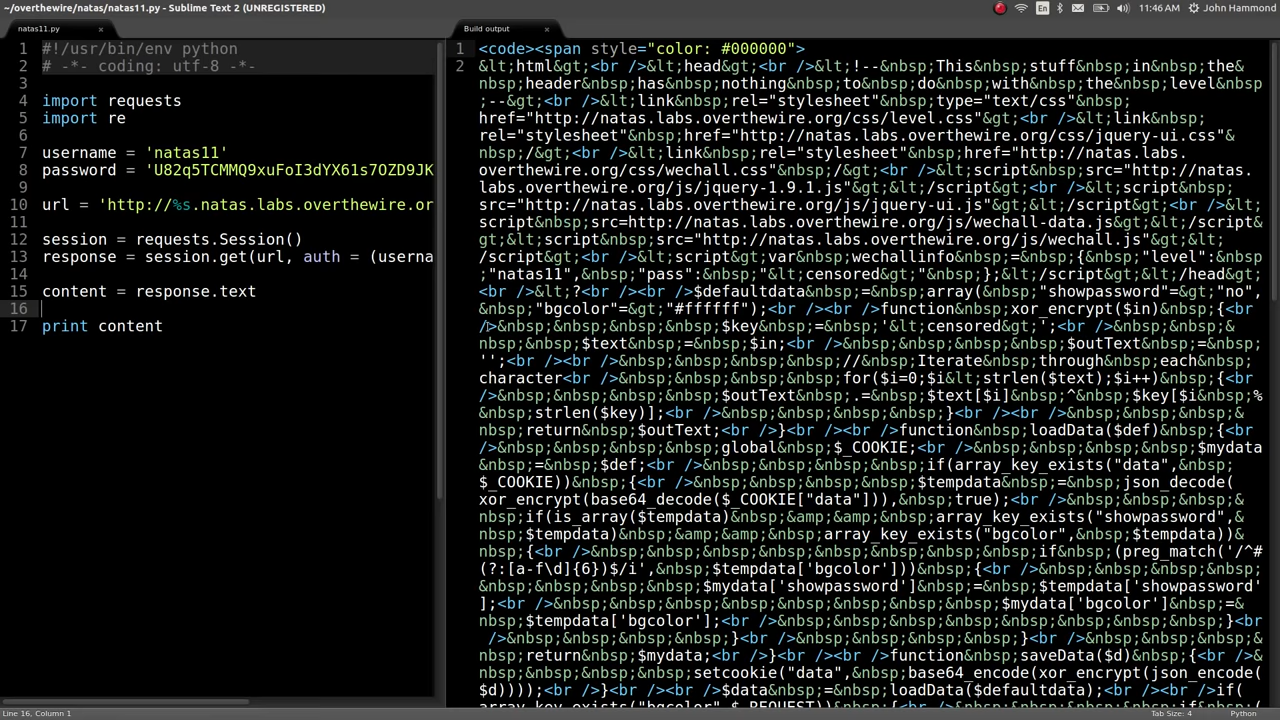 ~/overthewire/natas/natas11.py - Sublime Text 2 (UNREGISTERED)
En
11:46 AM
John Hammond
natas11.py
×
1 #!/usr/bin/env python
2 # -*- coding: utf-8 -*-
3
4 import requests
5 import re
6
7 username = 'natas11'
8 password = 'U82q5TCMMQ9xuFoI3dYX61s7OZD9JK
9
10 url = 'http://%s.natas.labs.overthewire.or
11
12 session = requests.Session()
13 response = session.get(url, auth = (userna
14
15 content = response.text
16
17 print content
Build output
×
1 <code><span style="color: #000000">
2 &lt;html&gt;<br />&lt;head&gt;<br />&lt;!--&nbsp;This&nbsp;stuff&nbsp;in&nbsp;the&
nbsp;header&nbsp;has&nbsp;nothing&nbsp;to&nbsp;do&nbsp;with&nbsp;the&nbsp;level&nbsp
;--&gt;<br />&lt;link&nbsp;rel="stylesheet"&nbsp;type="text/css"&nbsp;
href="http://natas.labs.overthewire.org/css/level.css"&gt;<br />&lt;link&nbsp;
rel="stylesheet"&nbsp;href="http://natas.labs.overthewire.org/css/jquery-ui.css"&
nbsp;/&gt;<br />&lt;link&nbsp;rel="stylesheet"&nbsp;href="http://natas.labs.
overthewire.org/css/wechall.css"&nbsp;/&gt;<br />&lt;script&nbsp;src="http://natas.
labs.overthewire.org/js/jquery-1.9.1.js"&gt;&lt;/script&gt;<br />&lt;script&nbsp;
src="http://natas.labs.overthewire.org/js/jquery-ui.js"&gt;&lt;/script&gt;<br />&lt;
script&nbsp;src=http://natas.labs.overthewire.org/js/wechall-data.js&gt;&lt;/script&
gt;&lt;script&nbsp;src="http://natas.labs.overthewire.org/js/wechall.js"&gt;&lt;
/script&gt;<br />&lt;script&gt;var&nbsp;wechallinfo&nbsp;=&nbsp;{&nbsp;"level":&nbsp
;"natas11",&nbsp;"pass":&nbsp;"&lt;censored&gt;"&nbsp;};&lt;/script&gt;&lt;/head&gt;
<br />&lt;?<br /><br />$defaultdata&nbsp;=&nbsp;array(&nbsp;"showpassword"=&gt;"no",
&nbsp;"bgcolor"=&gt;"#ffffff");<br /><br />function&nbsp;xor_encrypt($in)&nbsp;{<br
/>&nbsp;&nbsp;&nbsp;&nbsp;$key&nbsp;=&nbsp;'&lt;censored&gt;';<br />&nbsp;&nbsp;&
nbsp;&nbsp;$text&nbsp;=&nbsp;$in;<br />&nbsp;&nbsp;&nbsp;&nbsp;$outText&nbsp;=&nbsp;
'';<br /><br />&nbsp;&nbsp;&nbsp;&nbsp;//&nbsp;Iterate&nbsp;through&nbsp;each&nbsp;
character<br />&nbsp;&nbsp;&nbsp;&nbsp;for($i=0;$i&lt;strlen($text);$i++)&nbsp;{<br
/>&nbsp;&nbsp;&nbsp;&nbsp;$outText&nbsp;.=&nbsp;$text[$i]&nbsp;^&nbsp;$key[$i&nbsp;%
&nbsp;strlen($key)];<br />&nbsp;&nbsp;&nbsp;&nbsp;}<br /><br />&nbsp;&nbsp;&nbsp;&
nbsp;return&nbsp;$outText;<br />}<br /><br />function&nbsp;loadData($def)&nbsp;{<br
/>&nbsp;&nbsp;&nbsp;&nbsp;global&nbsp;$_COOKIE;<br />&nbsp;&nbsp;&nbsp;&nbsp;$mydata
&nbsp;=&nbsp;$def;<br />&nbsp;&nbsp;&nbsp;&nbsp;if(array_key_exists("data",&nbsp;
$_COOKIE))&nbsp;{<br />&nbsp;&nbsp;&nbsp;&nbsp;$tempdata&nbsp;=&nbsp;json_decode(
xor_encrypt(base64_decode($_COOKIE["data"])),&nbsp;true);<br />&nbsp;&nbsp;&nbsp;&
nbsp;if(is_array($tempdata)&nbsp;&amp;&amp;&nbsp;array_key_exists("showpassword",&
nbsp;$tempdata)&nbsp;&amp;&amp;&nbsp;array_key_exists("bgcolor",&nbsp;$tempdata))&
nbsp;{<br />&nbsp;&nbsp;&nbsp;&nbsp;&nbsp;&nbsp;&nbsp;&nbsp;if&nbsp;(preg_match('/^#
(?:[a-f\d]{6})$/i',&nbsp;$tempdata['bgcolor']))&nbsp;{<br />&nbsp;&nbsp;&nbsp;&nbsp;
&nbsp;&nbsp;&nbsp;&nbsp;$mydata['showpassword']&nbsp;=&nbsp;$tempdata['showpassword'
];<br />&nbsp;&nbsp;&nbsp;&nbsp;&nbsp;&nbsp;&nbsp;&nbsp;$mydata['bgcolor']&nbsp;=&
nbsp;$tempdata['bgcolor'];<br />&nbsp;&nbsp;&nbsp;&nbsp;&nbsp;&nbsp;&nbsp;&nbsp;}<br
/>&nbsp;&nbsp;&nbsp;&nbsp;}<br />&nbsp;&nbsp;&nbsp;&nbsp;}<br />&nbsp;&nbsp;&nbsp;&
nbsp;return&nbsp;$mydata;<br />}<br /><br />function&nbsp;saveData($d)&nbsp;{<br />&
nbsp;&nbsp;&nbsp;&nbsp;setcookie("data",&nbsp;base64_encode(xor_encrypt(json_encode(
$d))));<br />}<br /><br />$data&nbsp;=&nbsp;loadData($defaultdata);<br /><br />if(
Line 16, Column 1
Tab Size: 4
Python